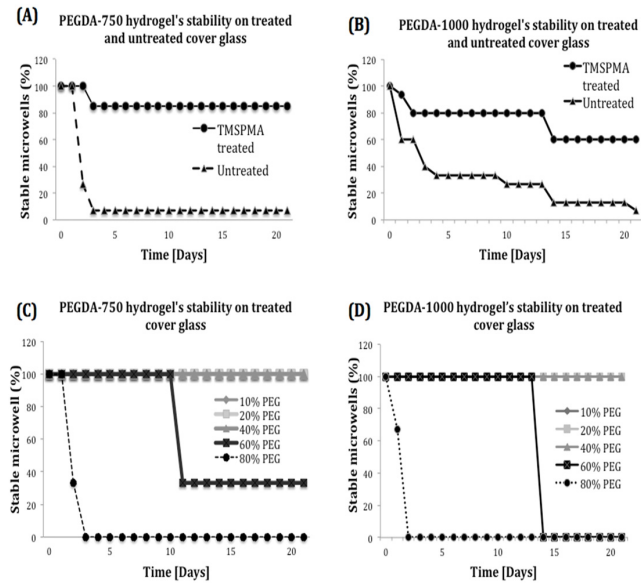 (A)
PEGDA-750 hydrogel's stability on treated
and untreated cover glass
Stable microwells (%)
120
100
80
60
40
20
0
TMSPMA
treated
Untreated
0 5 10 15 20
Time [Days]
(B)
PEGDA-1000 hydrogel's stability on treated
and untreated cover glass
Stable microwells (%)
120
100
80
60
40
20
0
TMSPMA
treated
Untreated
0 5 10 15 20
Time [Days]
(C)
PEGDA-750 hydrogel's stability on treated
cover glass
Stable microwell (%)
120
100
80
60
40
20
0
10% PEG
20% PEG
40% PEG
60% PEG
80% PEG
0 5 10 15 20
Time [Days]
(D)
PEGDA-1000 hydrogel's stability on treated
cover glass
Stable microwells (%)
120
100
80
60
40
20
0
10% PEG
20% PEG
40% PEG
60% PEG
80% PEG
0 5 10 15 20
Time [Days]